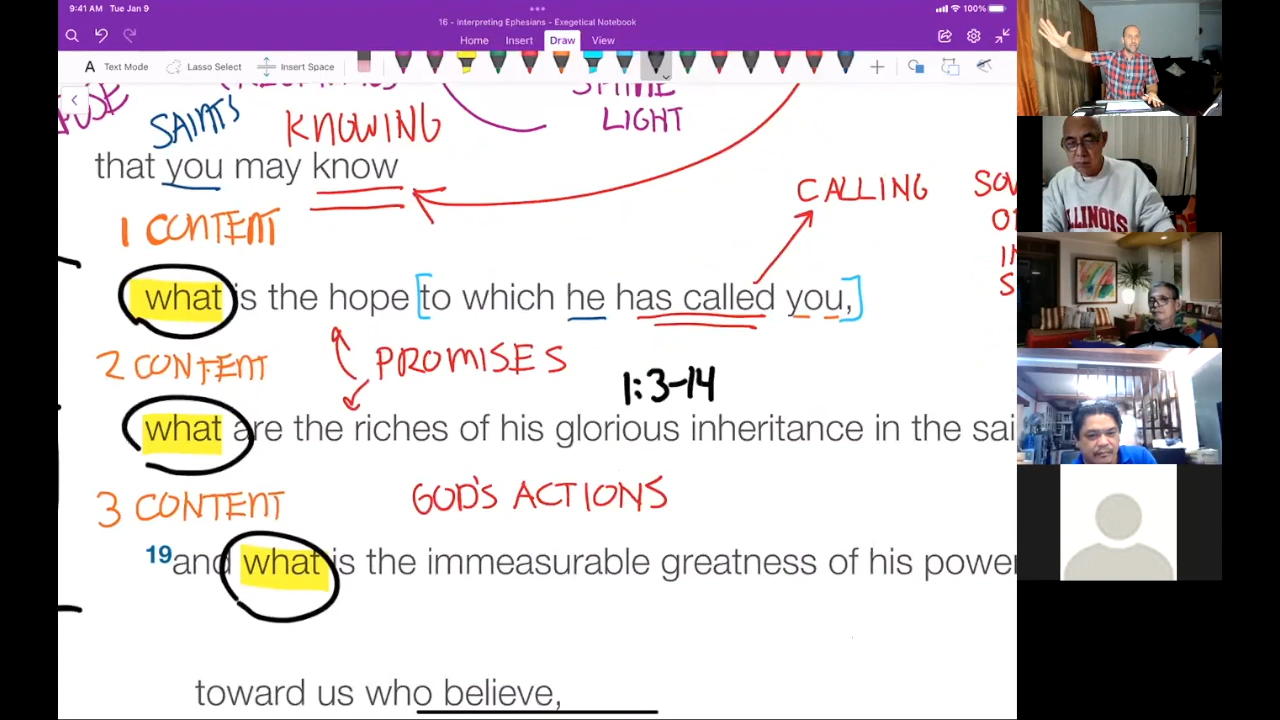 9:41 AM Tue Jan 9
100%
16 - Interpreting Ephesians - Exegetical Notebook
Home Insert Draw View
A Text Mode Lasso Select Insert Space
SAINTS KNOWING
LIGHT
that you may know
CALLING
1 CONTENT
what is the hope [to which he has called you,]
2 CONTENT PROMISES
1:3-14
what are the riches of his glorious inheritance in the sai
3 CONTENT GOD'S ACTIONS
19 and what is the immeasurable greatness of his power
toward us who believe,
ILLINOIS